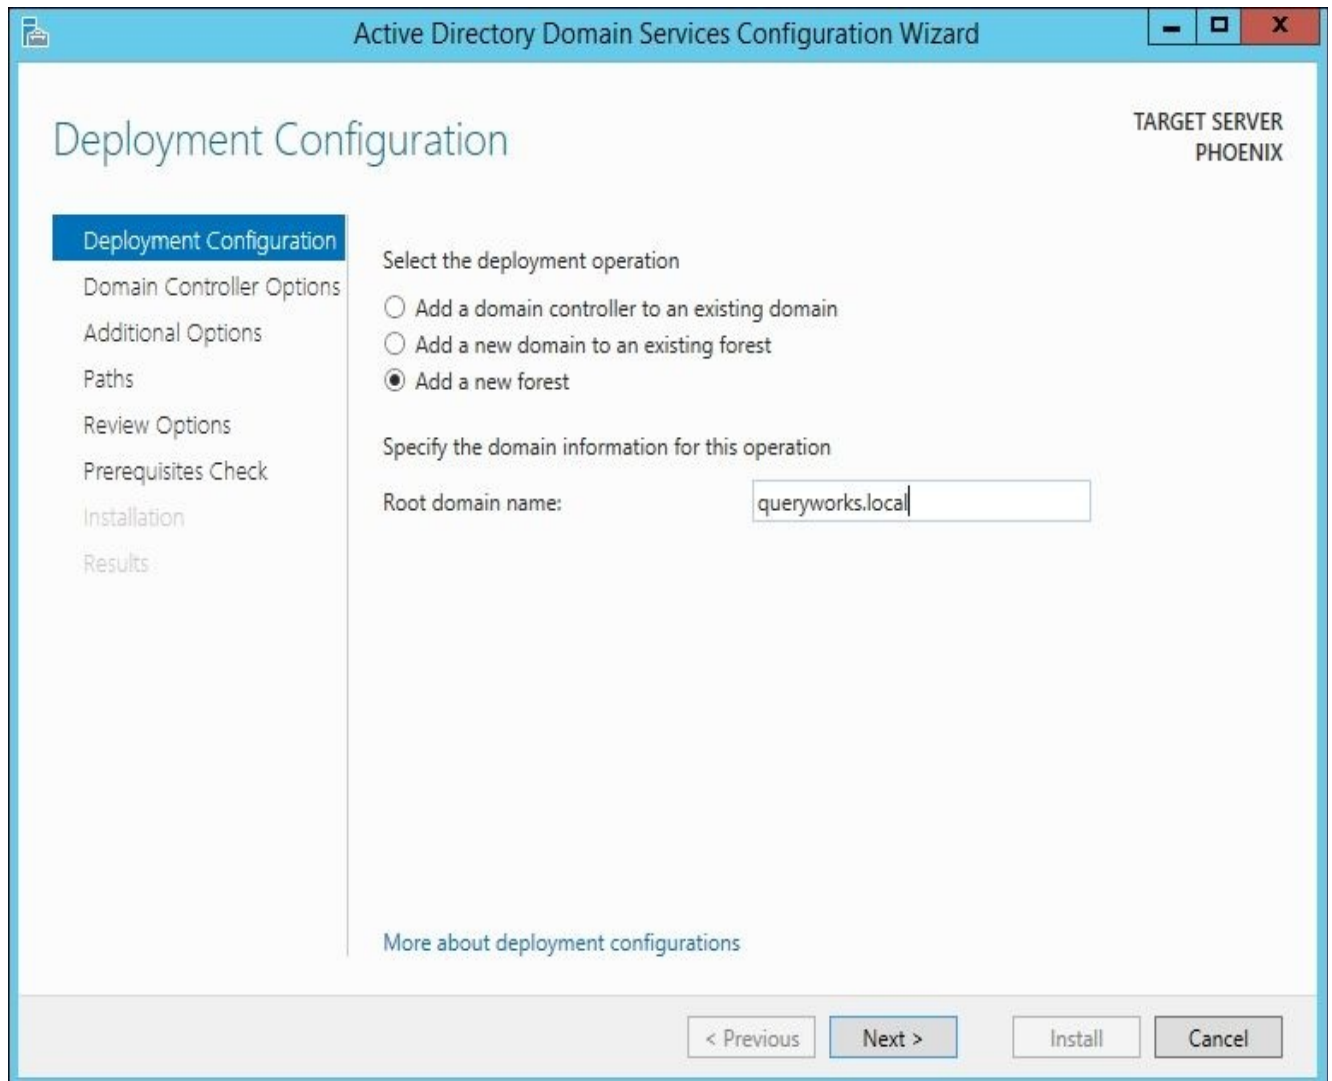 Active Directory Domain Services Configuration Wizard
X
Deployment Configuration
TARGET SERVER
PHOENIX
Deployment Configuration
Domain Controller Options
Additional Options
Paths
Review Options
Prerequisites Check
Installation
Results
Select the deployment operation
Add a domain controller to an existing domain
Add a new domain to an existing forest
Add a new forest
Specify the domain information for this operation
Root domain name: queryworks.local
More about deployment configurations
< Previous Next > Install Cancel